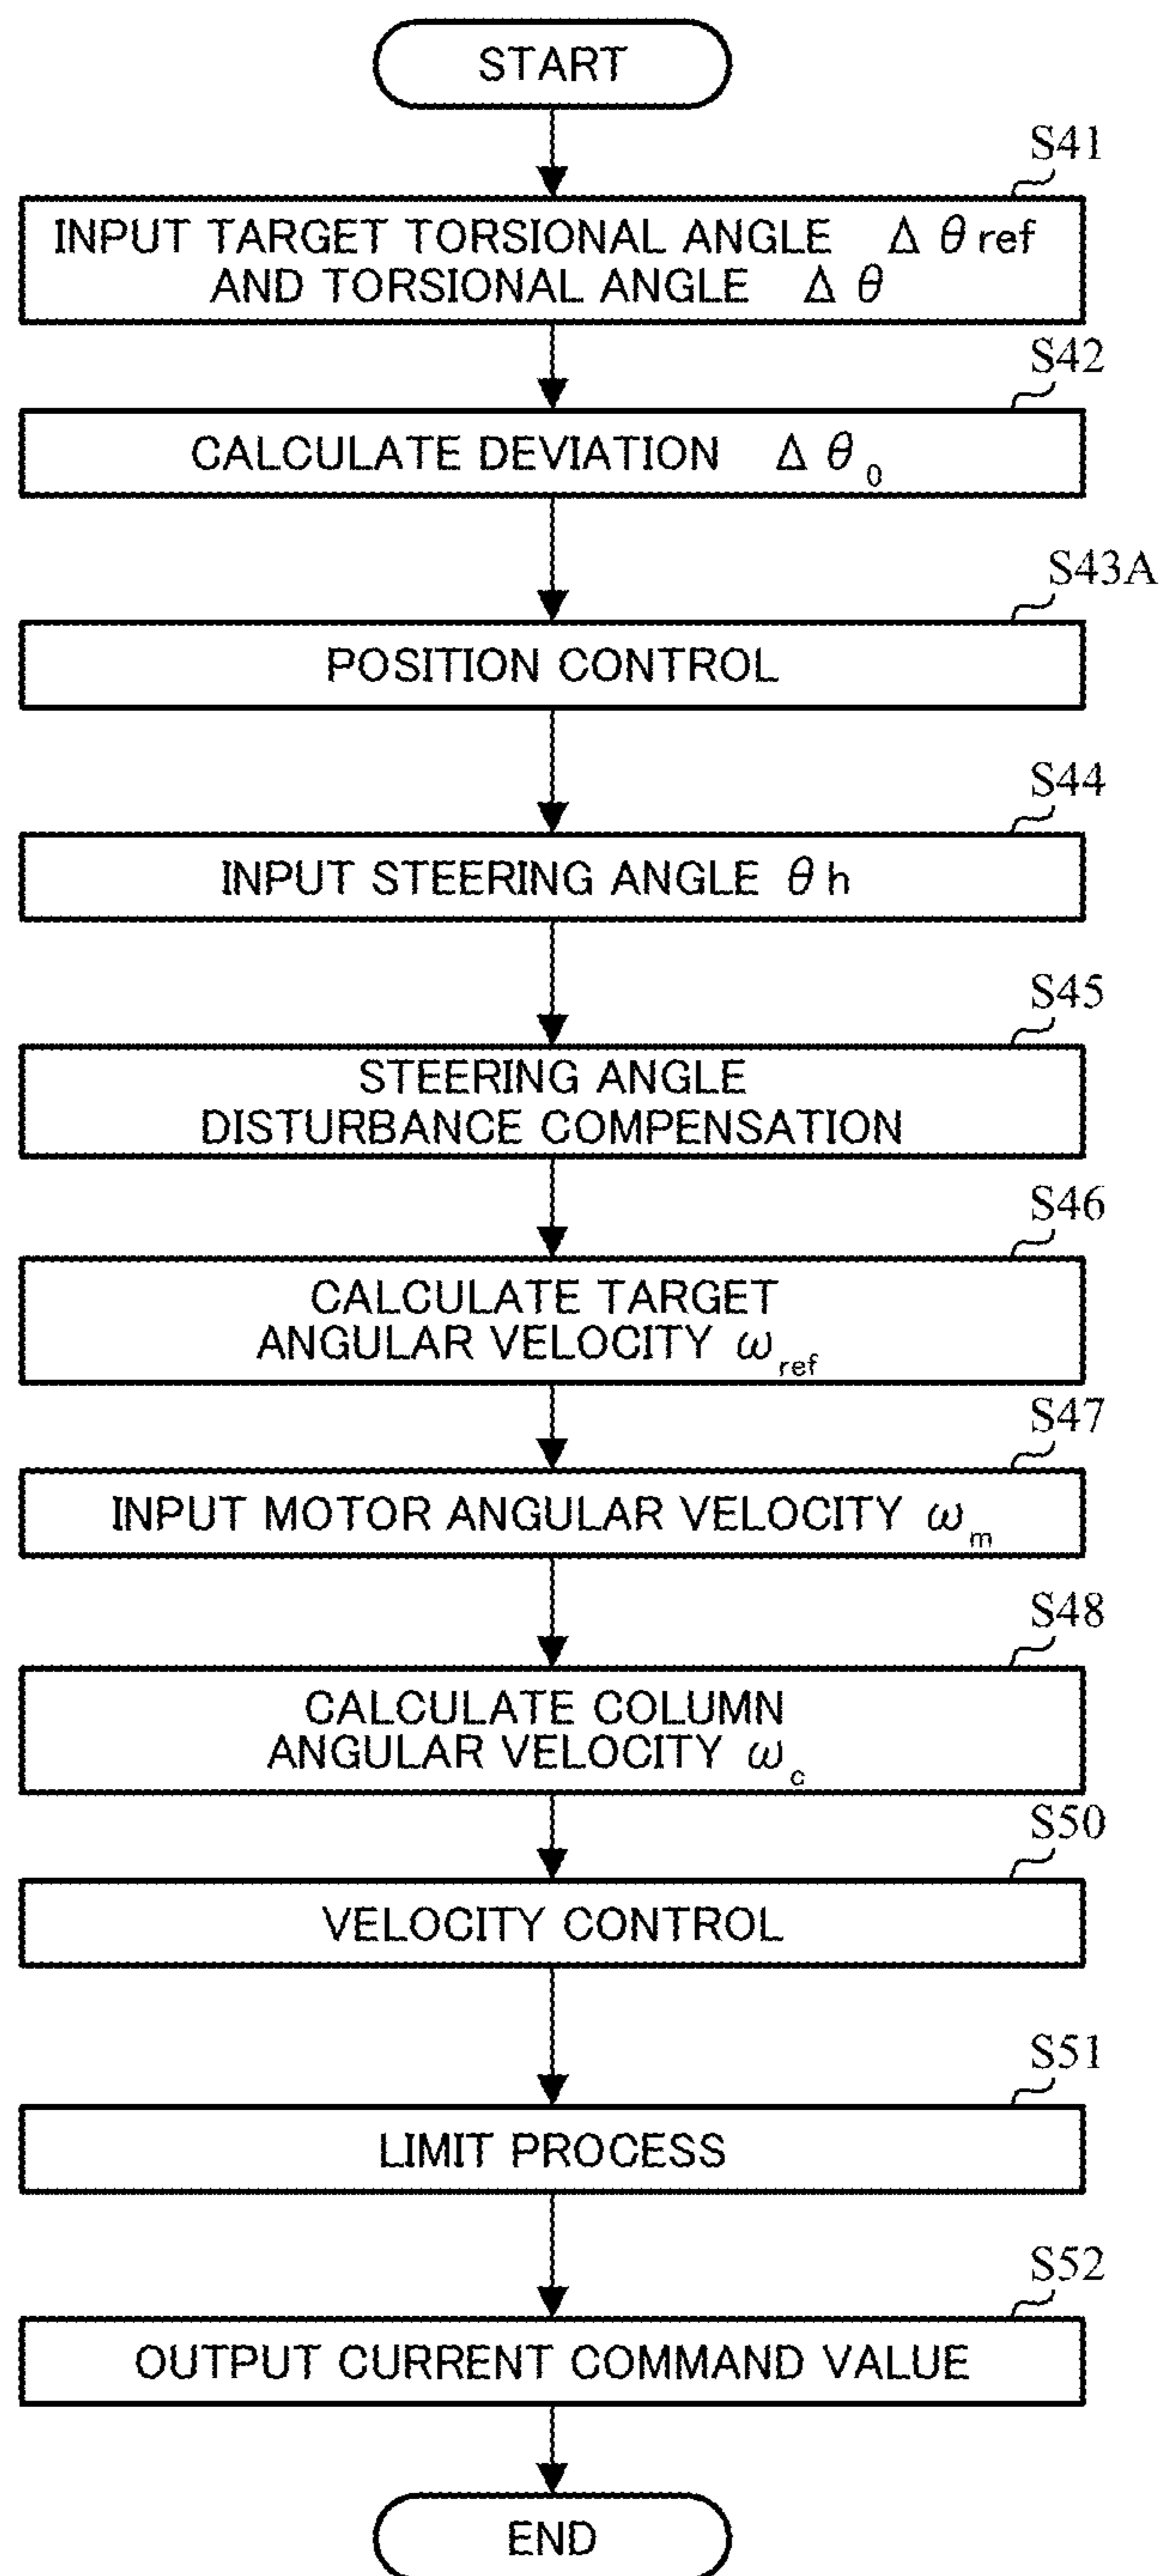 START
S41
INPUT TARGET TORSIONAL ANGLE Δθref
AND TORSIONAL ANGLE Δθ
S42
CALCULATE DEVIATION Δθ₀
S43A
POSITION CONTROL
S44
INPUT STEERING ANGLE θh
S45
STEERING ANGLE
DISTURBANCE COMPENSATION
S46
CALCULATE TARGET
ANGULAR VELOCITY ωref
S47
INPUT MOTOR ANGULAR VELOCITY ωm
S48
CALCULATE COLUMN
ANGULAR VELOCITY ωc
S50
VELOCITY CONTROL
S51
LIMIT PROCESS
S52
OUTPUT CURRENT COMMAND VALUE
END